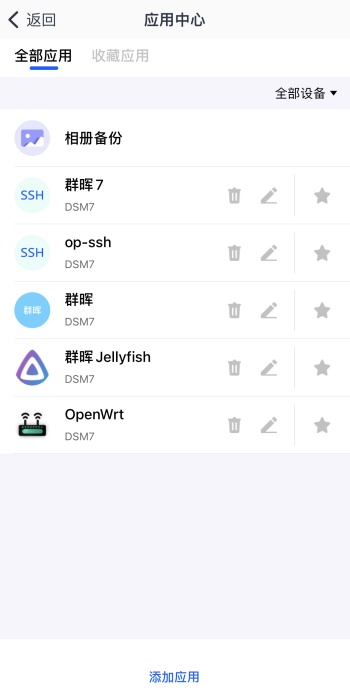 返回
应用中心
全部应用
收藏应用
全部设备
相册备份
SSH
群晖 7
DSM7
SSH
op-ssh
DSM7
群晖
群晖
DSM7
群晖 Jellyfish
DSM7
OpenWrt
DSM7
添加应用